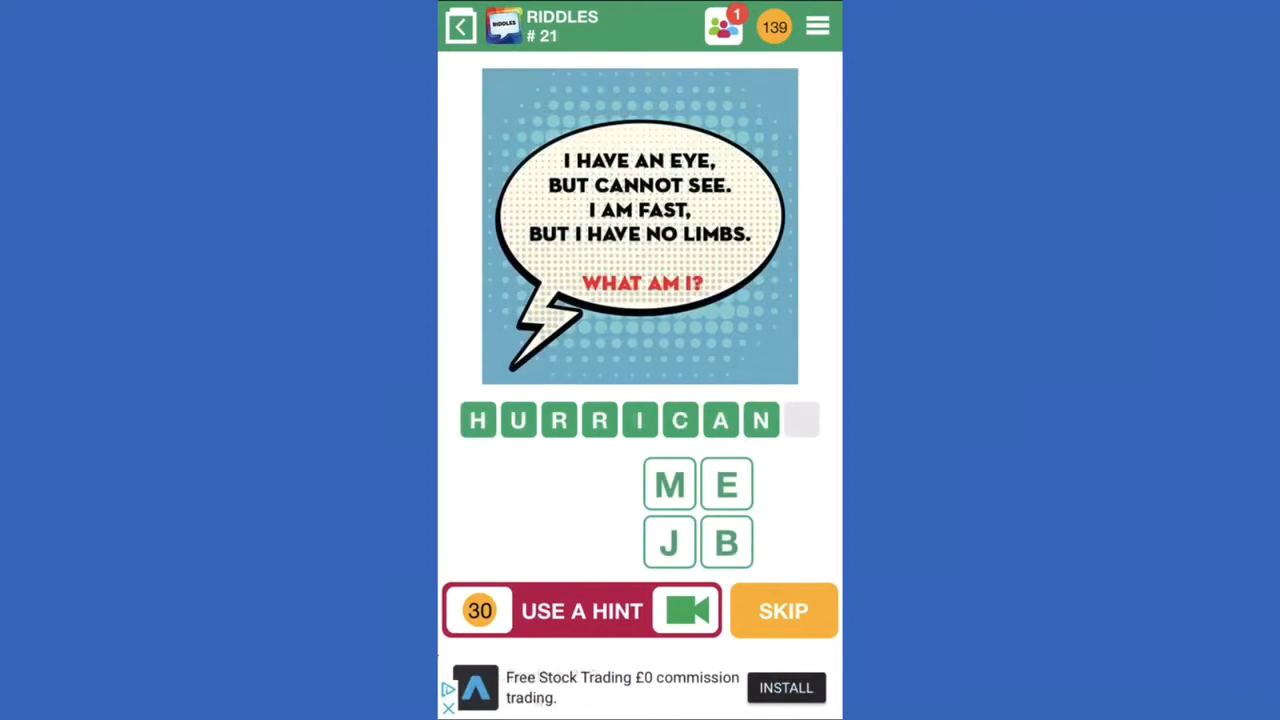 RIDDLES
RIDDLES
# 21
1
139
I HAVE AN EYE,
BUT CANNOT SEE.
I AM FAST,
BUT I HAVE NO LIMBS.
WHAT AM I?
HURRICAN
M E
J B
30 USE A HINT
SKIP
Free Stock Trading £0 commission
trading.
INSTALL